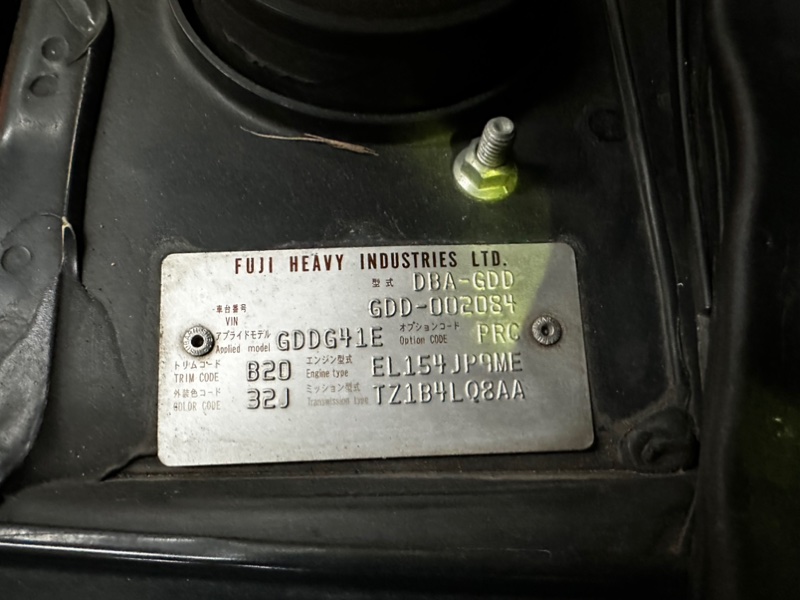 FUJI HEAVY INDUSTRIES LTD.
型式 DBA-GDD
車台番号 VIN GDD-002084
アプライドモデル Applied model GDDG41E オプションコード Option CODE PRC
トリムコード TRIM CODE B20 エンジン型式 Engine type EL154JP9ME
外装色コード COLOR CODE 32J ミッション型式 Transmission type TZ1B4LQ8AA